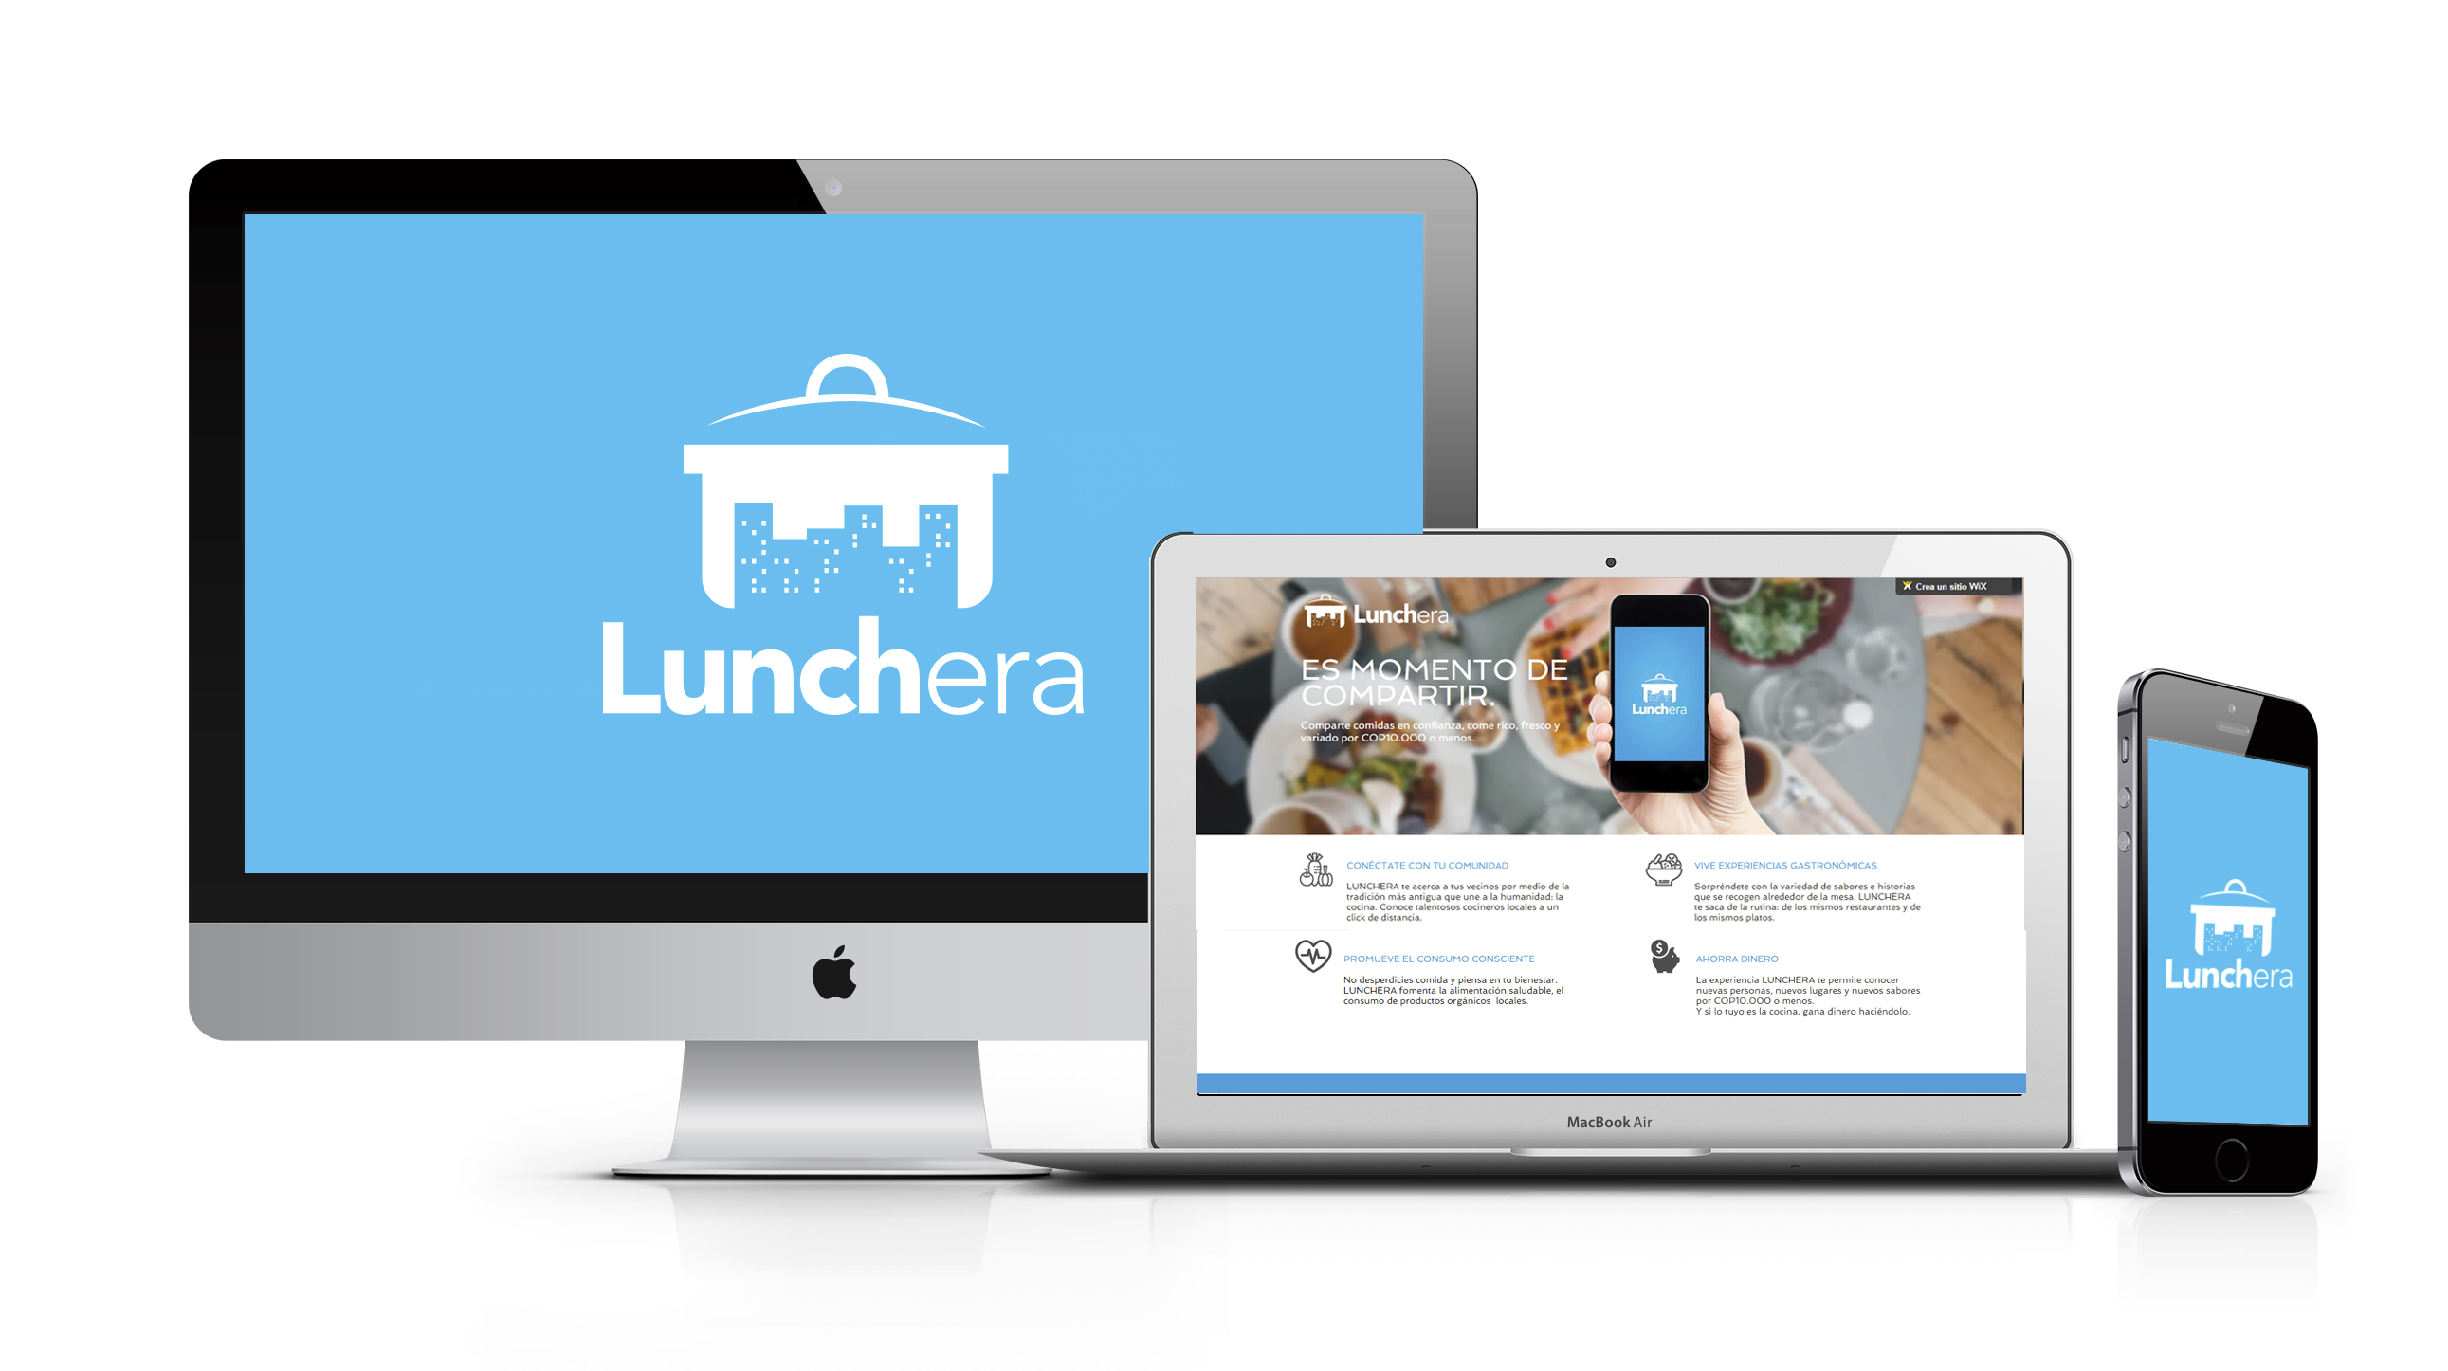 Lunchera
Crea un sitio WiX
Lunchera
ES MOMENTO DE
COMPARTIR.
Comparte comidas en confianza, come rico, fresco y
variado por COP10.000 o menos.
Lunchera
CONÉCTATE CON TU COMUNIDAD
LUNCHERA te acerca a tus vecinos por medio de la
tradición más antigua que une a la humanidad: la
cocina. Conoce talentosos cocineros locales a un
click de distancia.
VIVE EXPERIENCIAS GASTRONÓMICAS
Sorpréndete con la variedad de sabores e historias
que se recogen alrededor de la mesa. LUNCHERA
te saca de la rutina: de los mismos restaurantes y de
los mismos platos.
PROMUEVE EL CONSUMO CONSCIENTE
No desperdicies comida y piensa en tu bienestar.
LUNCHERA fomenta la alimentación saludable, el
consumo de productos orgánicos locales.
AHORRA DINERO
La experiencia LUNCHERA te permite conocer
nuevas personas, nuevos lugares y nuevos sabores
por COP10.000 o menos.
Y si lo tuyo es la cocina, gana dinero haciéndolo.
MacBook Air
Lunchera